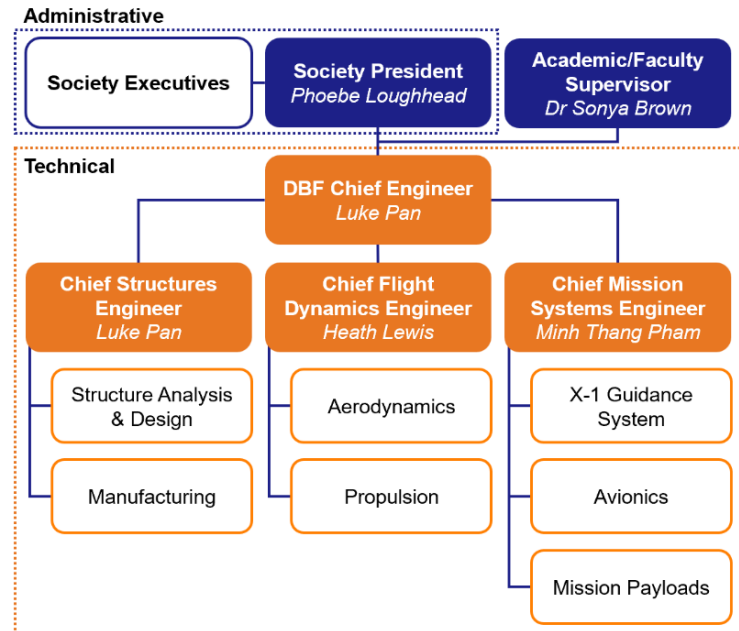 Administrative
Society Executives
Society President
Phoebe Loughhead
Academic/Faculty
Supervisor
Dr Sonya Brown
Technical
DBF Chief Engineer
Luke Pan
Chief Structures
Engineer
Luke Pan
Chief Flight
Dynamics Engineer
Heath Lewis
Chief Mission
Systems Engineer
Minh Thang Pham
Structure Analysis
& Design
Manufacturing
Aerodynamics
Propulsion
X-1 Guidance
System
Avionics
Mission Payloads